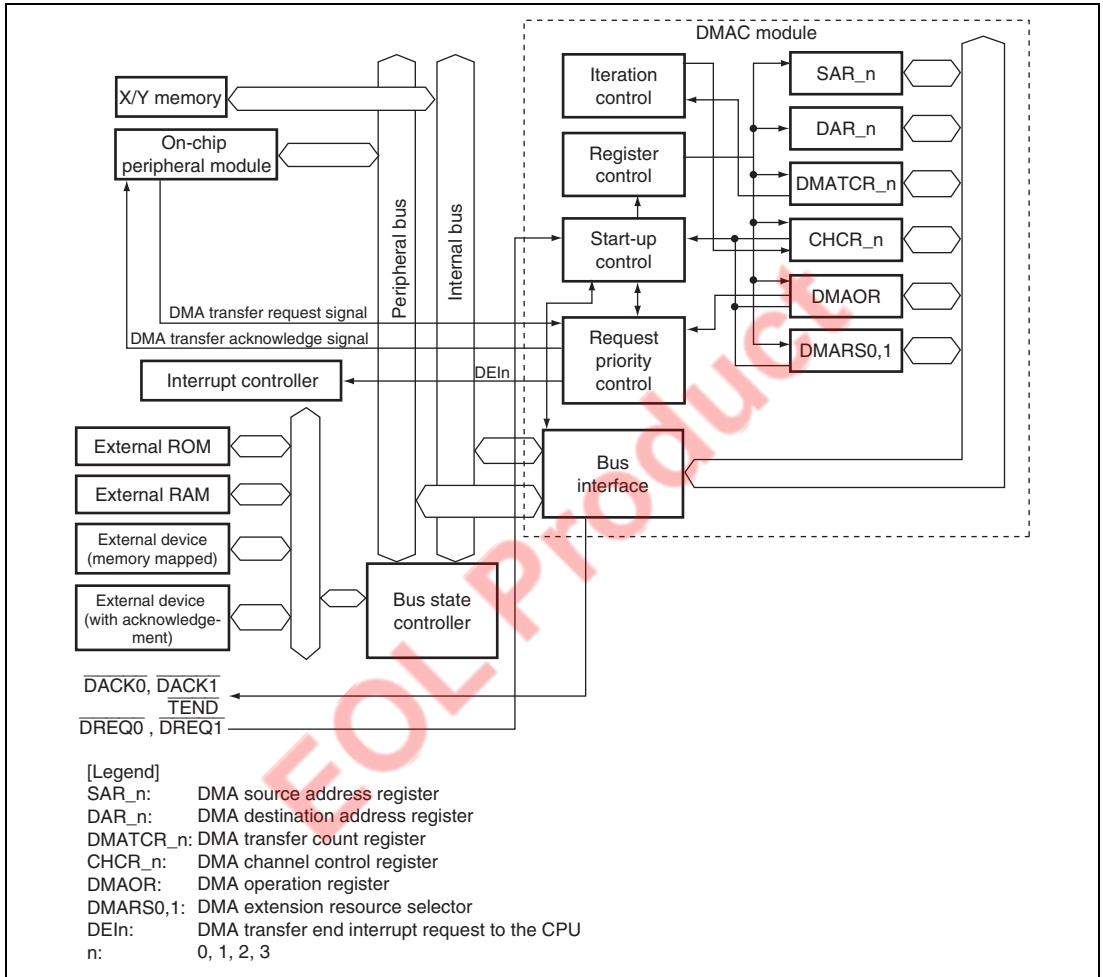 DMAC module
Iteration
control
SAR_n
X/Y memory
DAR_n
On-chip
peripheral module
Register
control
DMATCR_n
Peripheral bus
Internal bus
Start-up
control
CHCR_n
DMAOR
DMA transfer request signal
DMA transfer acknowledge signal
Request
priority
control
DMARS0,1
Interrupt controller
DEIn
External ROM
Bus
interface
External RAM
External device
(memory mapped)
External device
(with acknowledge-
ment)
Bus state
controller
DACK0, DACK1
TEND
DREQ0 , DREQ1
[Legend]
SAR_n: DMA source address register
DAR_n: DMA destination address register
DMATCR_n: DMA transfer count register
CHCR_n: DMA channel control register
DMAOR: DMA operation register
DMARS0,1: DMA extension resource selector
DEIn: DMA transfer end interrupt request to the CPU
n: 0, 1, 2, 3
EOL Product